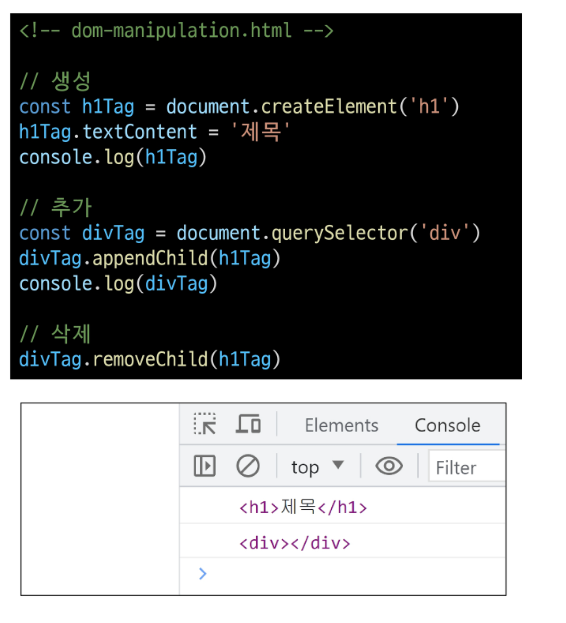 <!-- dom-manipulation.html -->
// 생성
const h1Tag = document.createElement('h1')
h1Tag.textContent = '제목'
console.log(h1Tag)
// 추가
const divTag = document.querySelector('div')
divTag.appendChild(h1Tag)
console.log(divTag)
// 삭제
divTag.removeChild(h1Tag)
Elements Console
top Filter
<h1>제목</h1>
<div></div>
>